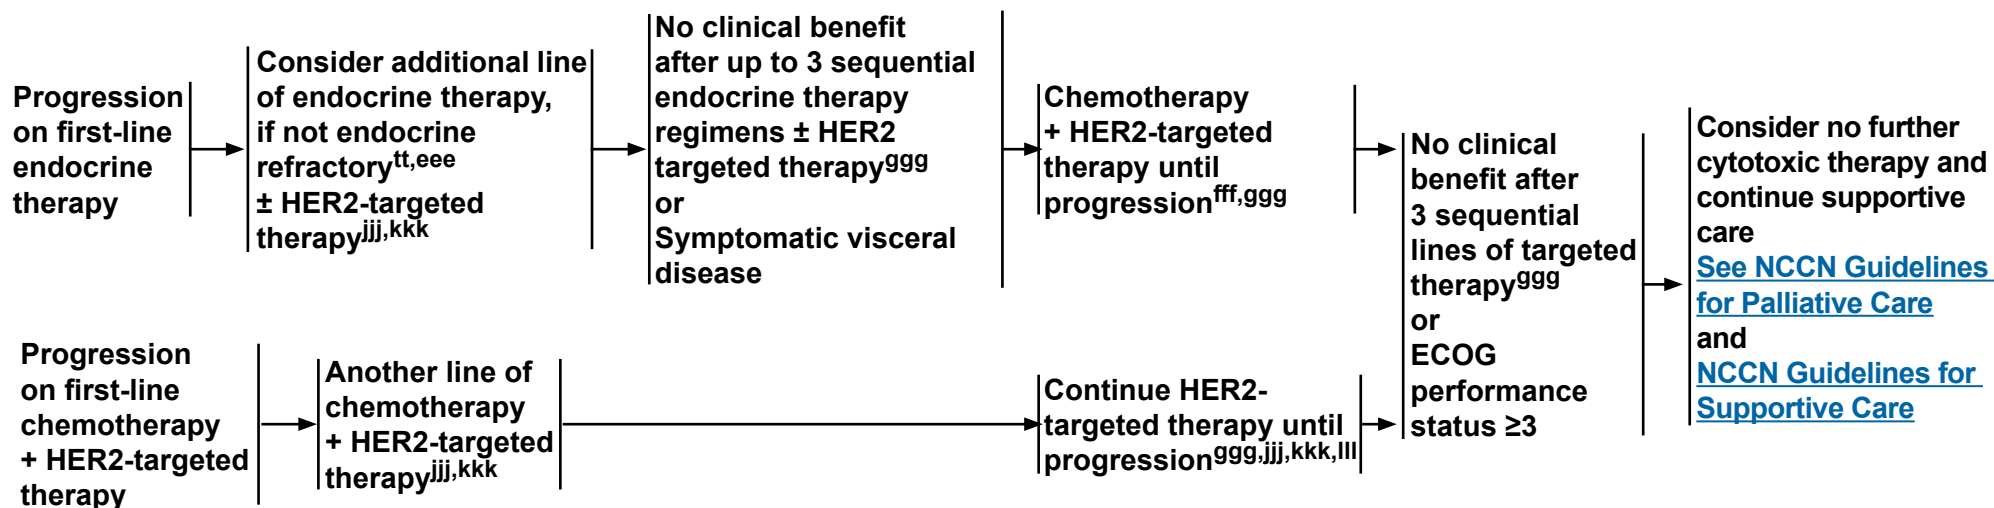 Progression
on first-line
endocrine
therapy
Consider additional line
of endocrine therapy,
if not endocrine
refractorytt,eee
± HER2-targeted
therapyjjj,kkk
No clinical benefit
after up to 3 sequential
endocrine therapy
regimens ± HER2
targeted therapyggg
or
Symptomatic visceral
disease
Chemotherapy
+ HER2-targeted
therapy until
progressionfff,ggg
Progression
on first-line
chemotherapy
+ HER2-targeted
therapy
Another line of
chemotherapy
+ HER2-targeted
therapyjjj,kkk
Continue HER2-
targeted therapy until
progressionggg,jjj,kkk,lll
No clinical
benefit after
3 sequential
lines of targeted
therapyggg
or
ECOG
performance
status ≥3
Consider no further
cytotoxic therapy and
continue supportive
care
See NCCN Guidelines
for Palliative Care
and
NCCN Guidelines for
Supportive Care